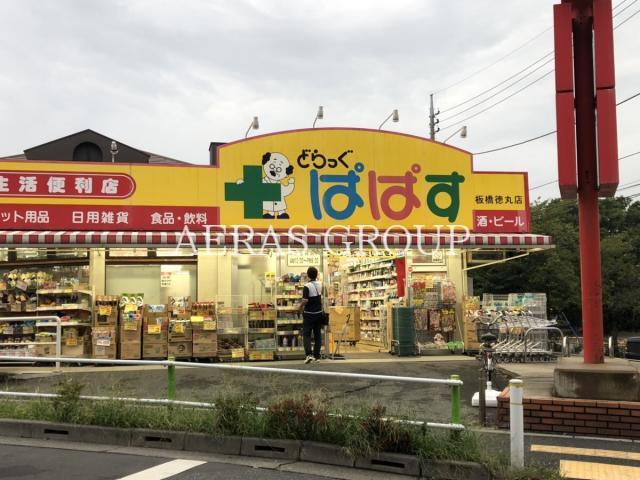 どらっぐ
ぱぱす
板橋徳丸店
生活便利店
ット用品
日用雑貨
食品・飲料
酒・ビール
AERAS GROUP